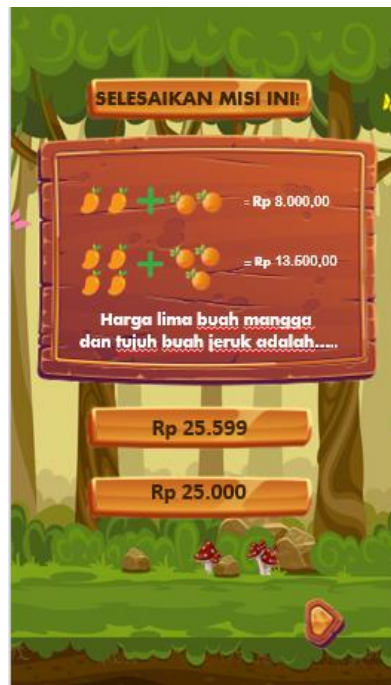 SELESAIKAN MISI INI!
= Rp 8.000,00
= Rp 13.500,00
Harga lima buah mangga
dan tujuh buah jeruk adalah.....
Rp 25.599
Rp 25.000